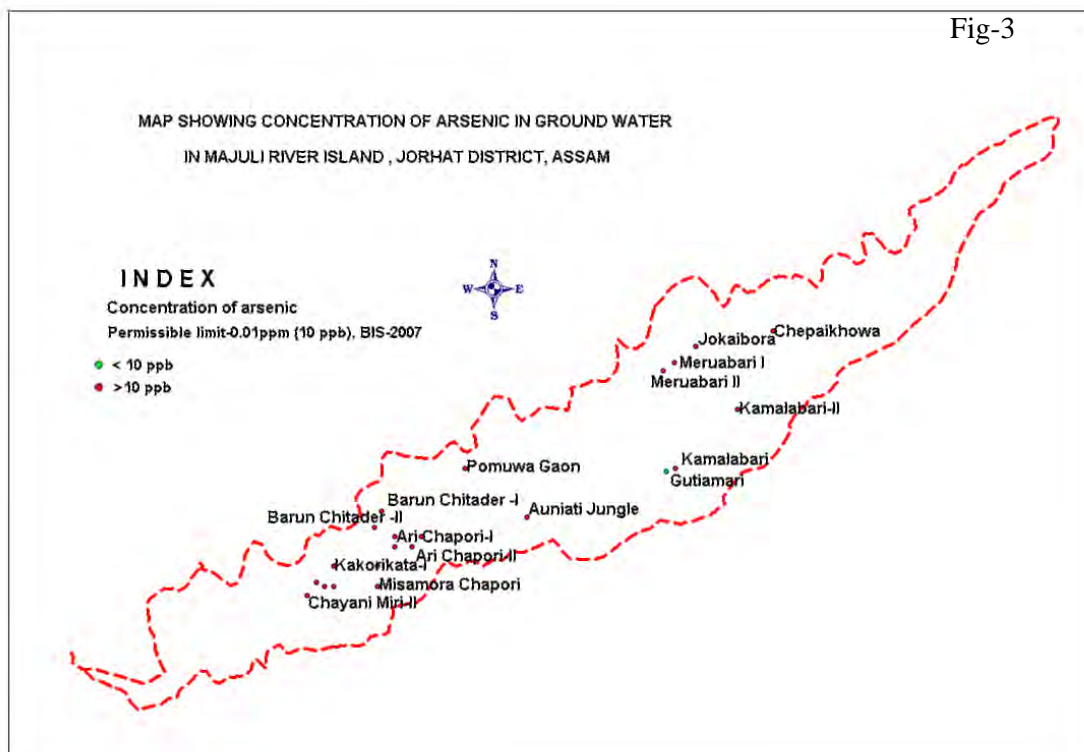 Fig-3
MAP SHOWING CONCENTRATION OF ARSENIC IN GROUND WATER
IN MAJULI RIVER ISLAND , JORHAT DISTRICT, ASSAM
INDEX
Concentration of arsenic
Permissible limit-0.01ppm (10 ppb), BIS-2007
< 10 ppb
>10 ppb
N
W E
S
Chepaikhowa
Jokaibora
Meruabari I
Meruabari II
Kamalabari-II
Kamalabari
Gutiamari
Pomuwa Gaon
Barun Chitader -I
Auniati Jungle
Barun Chitader -II
Ari Chapori-I
Ari Chapori-II
Kakorikata-I
Misamora Chapori
Chayani Miri-II